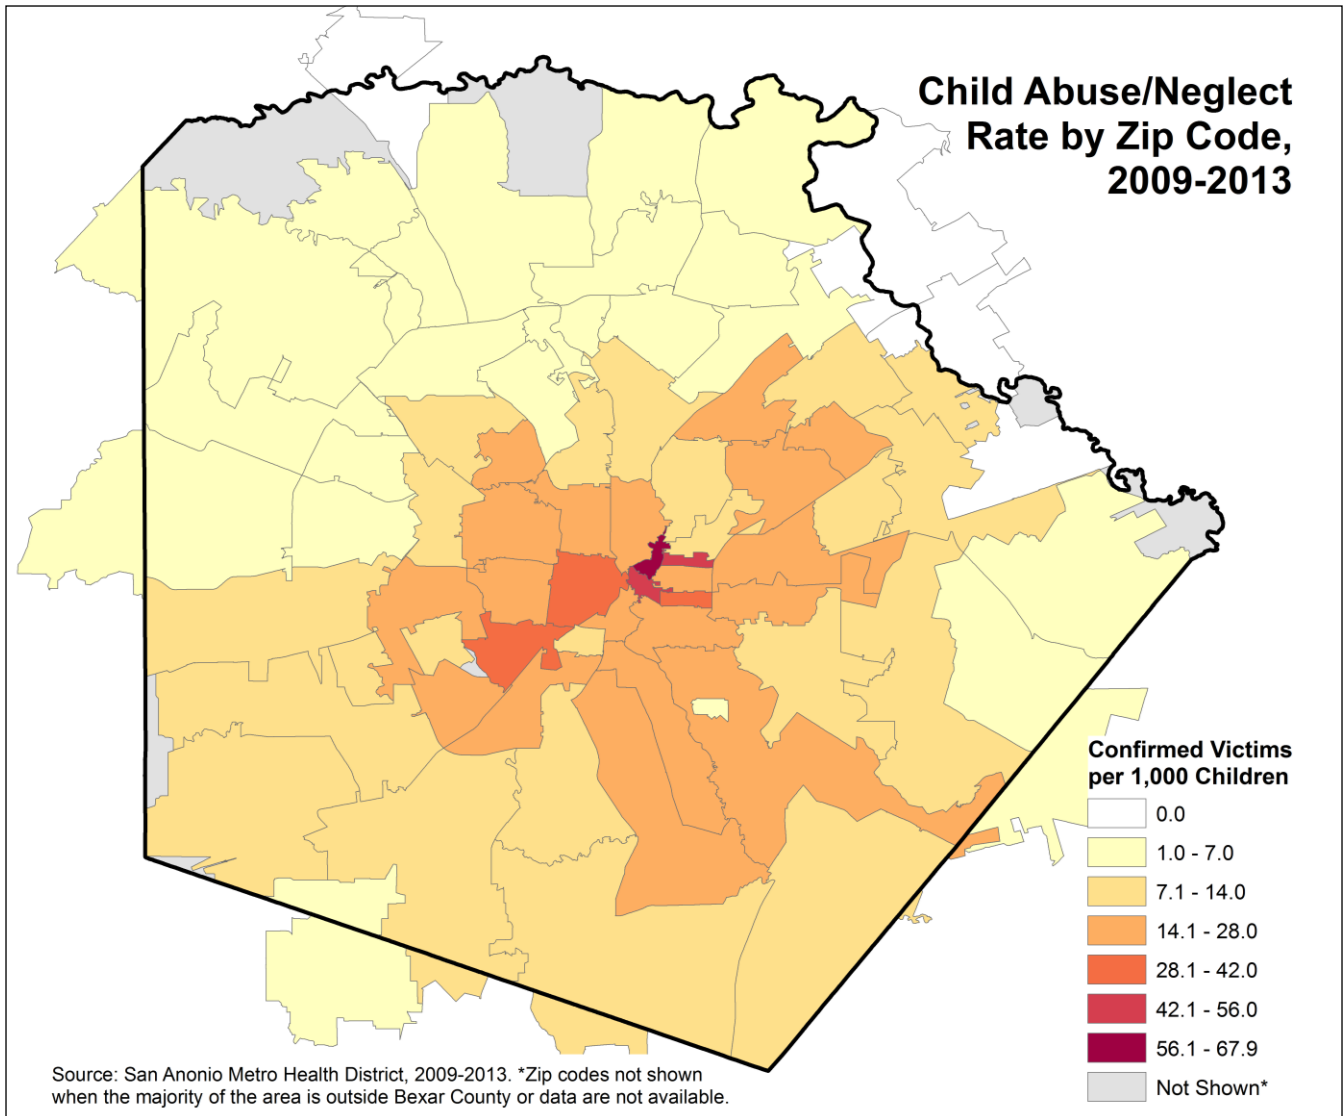 Child Abuse/Neglect
Rate by Zip Code,
2009-2013
Confirmed Victims
per 1,000 Children
0.0
1.0 - 7.0
7.1 - 14.0
14.1 - 28.0
28.1 - 42.0
42.1 - 56.0
56.1 - 67.9
Not Shown*
Source: San Anonio Metro Health District, 2009-2013. *Zip codes not shown
when the majority of the area is outside Bexar County or data are not available.